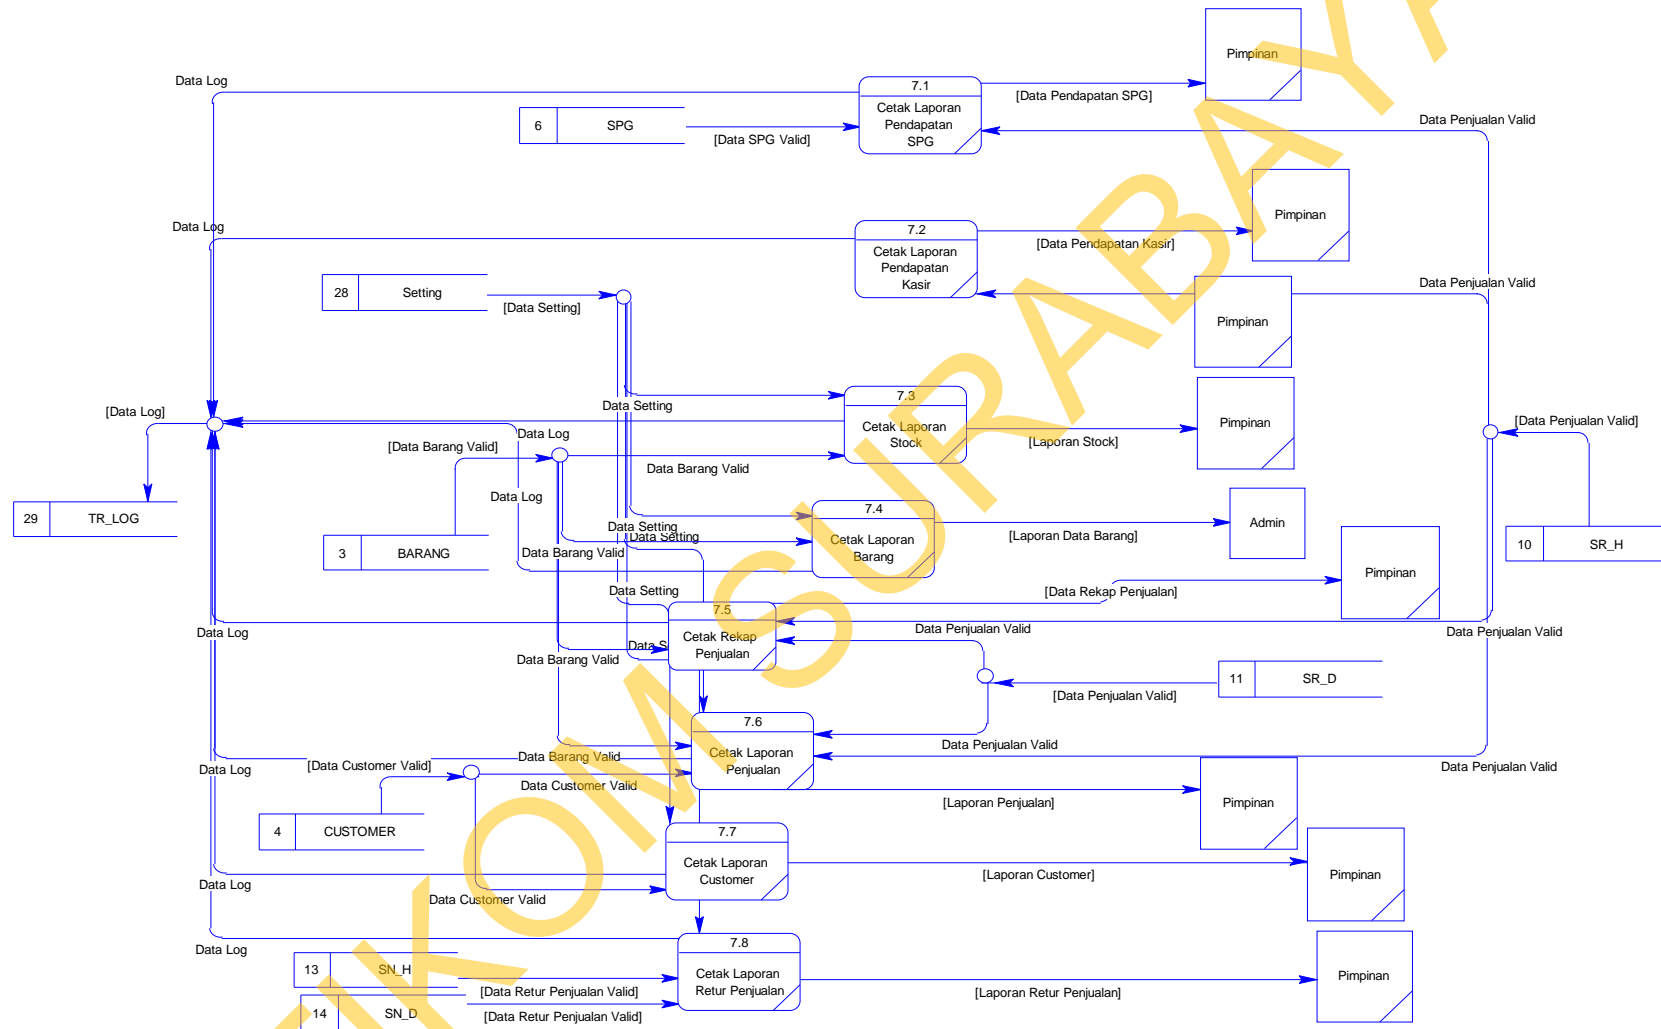 Pimpinan
Data Log
7.1
Cetak Laporan
Pendapatan
SPG
[Data Pendapatan SPG]
6
SPG
[Data SPG Valid]
Data Penjualan Valid
Data Log
7.2
Cetak Laporan
Pendapatan
Kasir
[Data Pendapatan Kasir]
Pimpinan
28
Setting
[Data Setting]
Data Penjualan Valid
Pimpinan
Data Setting
7.3
Cetak Laporan
Stock
[Laporan Stock]
Pimpinan
[Data Log]
Data Log
[Data Barang Valid]
Data Barang Valid
[Data Penjualan Valid]
Data Log
29
TR_LOG
7.4
Cetak Laporan
Barang
[Laporan Data Barang]
Admin
Data Setting
Data Setting
3
BARANG
Data Barang Valid
10
SR_H
Pimpinan
Data Setting
[Data Rekap Penjualan]
7.5
Cetak Rekap
Penjualan
Data Log
Data Penjualan Valid
Data Penjualan Valid
Data S
Data Barang Valid
11
SR_D
[Data Penjualan Valid]
7.6
Cetak Laporan
Penjualan
Data Penjualan Valid
Data Barang Valid
Data Log
[Data Customer Valid]
Data Customer Valid
Data Penjualan Valid
[Laporan Penjualan]
Pimpinan
4
CUSTOMER
7.7
Cetak Laporan
Customer
[Laporan Customer]
Pimpinan
Data Log
Data Customer Valid
Data Log
7.8
Cetak Laporan
Retur Penjualan
[Laporan Retur Penjualan]
Pimpinan
13
SN_H
[Data Retur Penjualan Valid]
14
SN_D
[Data Retur Penjualan Valid]
IKOM SURABAYA